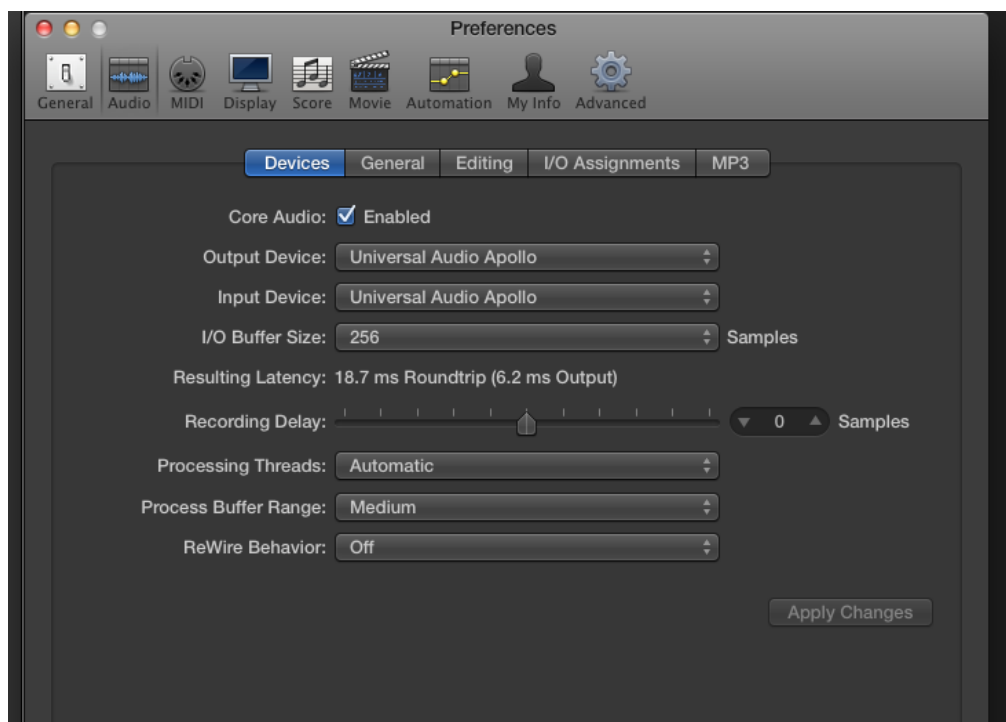 Preferences
General Audio MIDI Display Score Movie Automation My Info Advanced
Devices General Editing I/O Assignments MP3
Core Audio: Enabled
Output Device: Universal Audio Apollo
Input Device: Universal Audio Apollo
I/O Buffer Size: 256 Samples
Resulting Latency: 18.7 ms Roundtrip (6.2 ms Output)
Recording Delay: 0 Samples
Processing Threads: Automatic
Process Buffer Range: Medium
ReWire Behavior: Off
Apply Changes